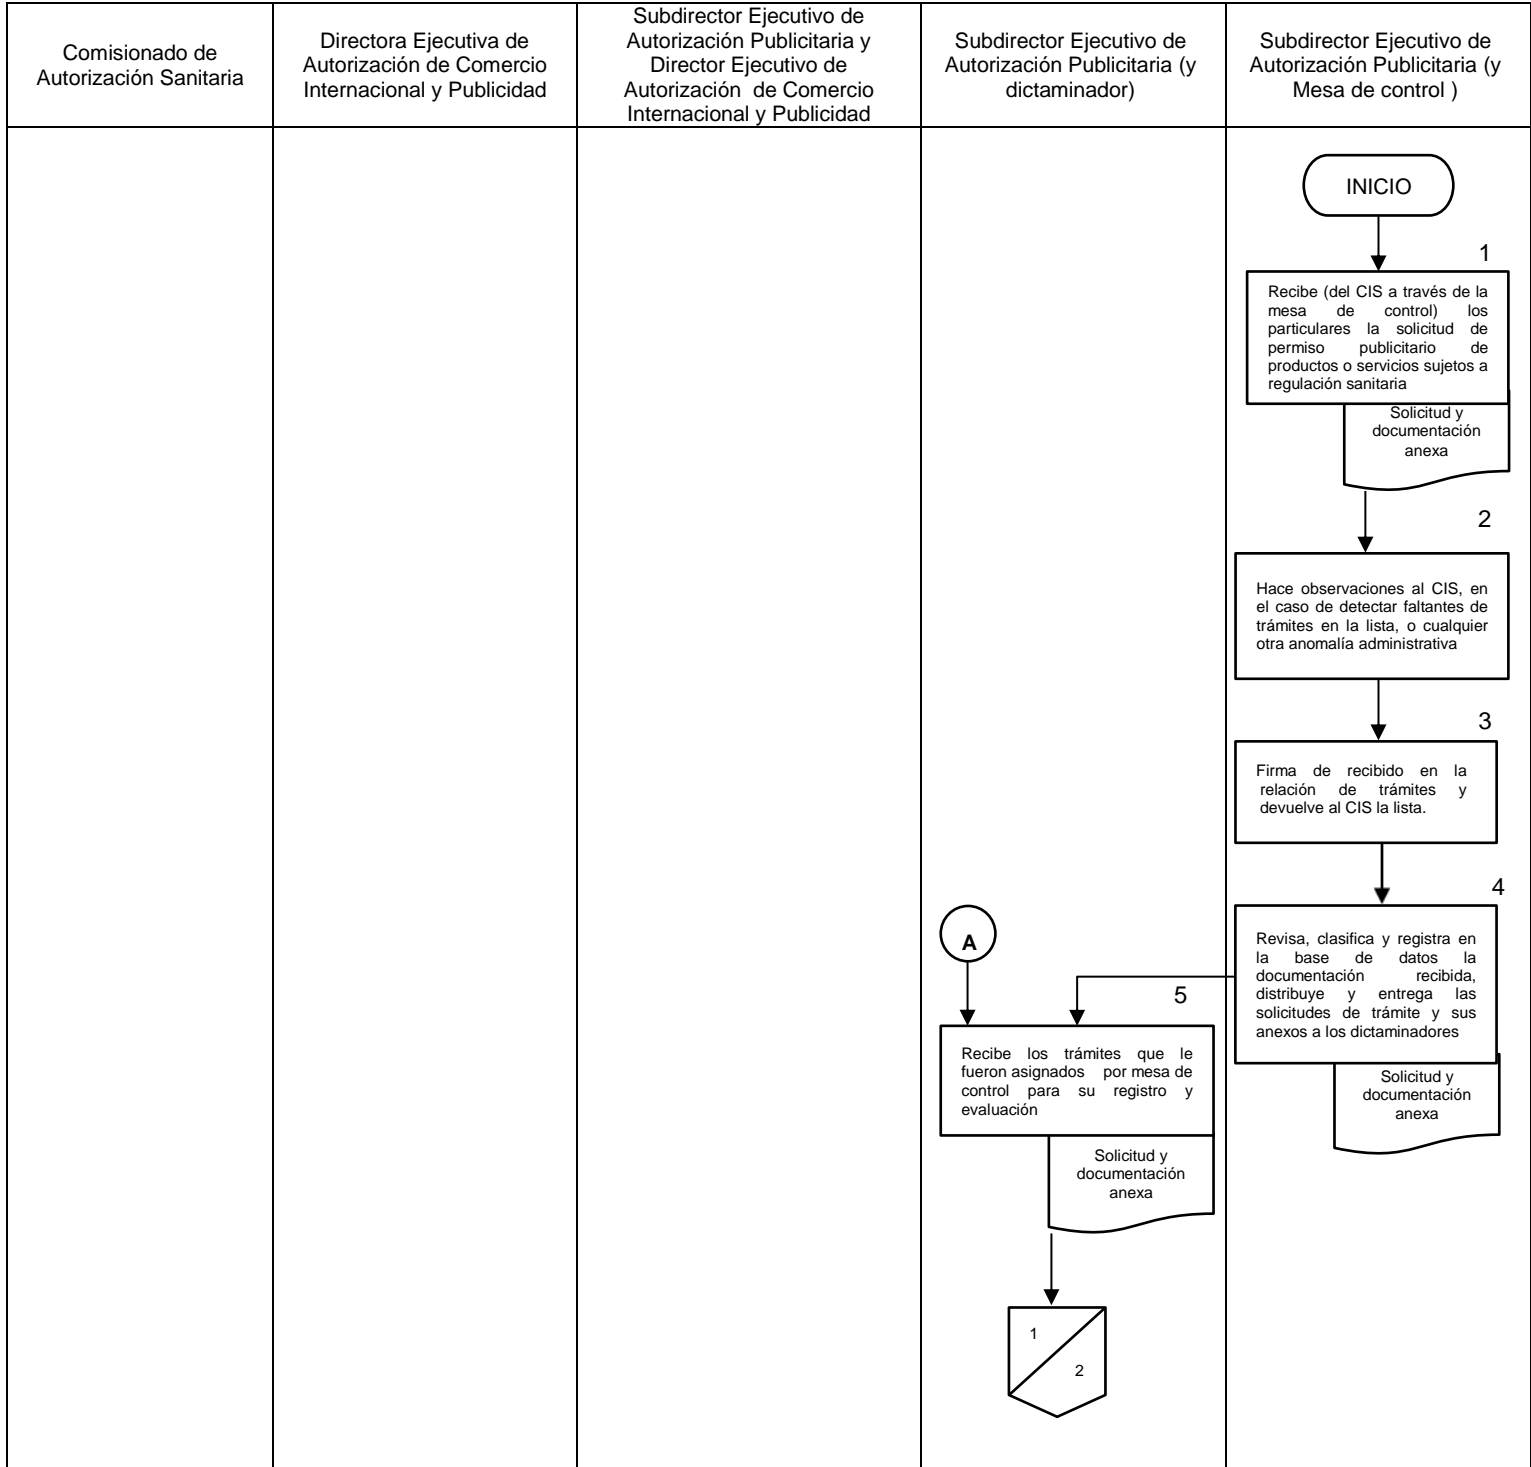 Comisionado de
Autorización Sanitaria
Directora Ejecutiva de
Autorización de Comercio
Internacional y Publicidad
Subdirector Ejecutivo de
Autorización Publicitaria y
Director Ejecutivo de
Autorización de Comercio
Internacional y Publicidad
Subdirector Ejecutivo de
Autorización Publicitaria (y
dictaminador)
Subdirector Ejecutivo de
Autorización Publicitaria (y
Mesa de control )
INICIO
1
Recibe (del CIS a través de la
mesa de control) los
particulares la solicitud de
permiso publicitario de
productos o servicios sujetos a
regulación sanitaria
Solicitud y
documentación
anexa
2
Hace observaciones al CIS, en
el caso de detectar faltantes de
trámites en la lista, o cualquier
otra anomalía administrativa
3
Firma de recibido en la
relación de trámites y
devuelve al CIS la lista.
4
Revisa, clasifica y registra en
la base de datos la
documentación recibida,
distribuye y entrega las
solicitudes de trámite y sus
anexos a los dictaminadores
Solicitud y
documentación
anexa
A
5
Recibe los trámites que le
fueron asignados por mesa de
control para su registro y
evaluación
Solicitud y
documentación
anexa
1
2